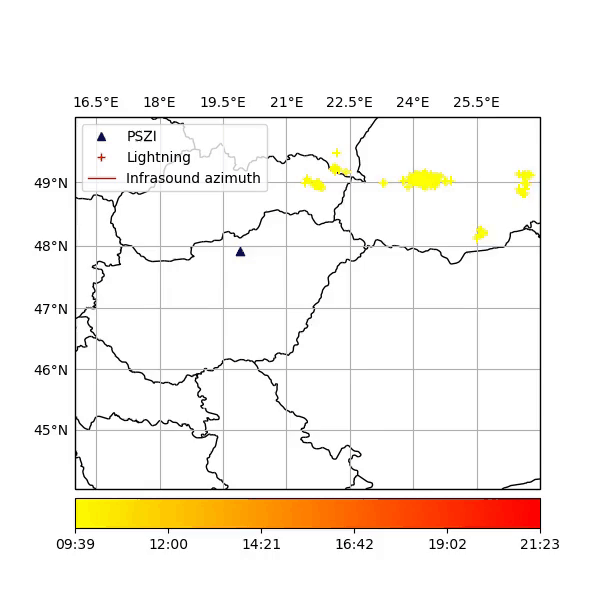 16.5°E 18°E 19.5°E 21°E 22.5°E 24°E 25.5°E
PSZI
Lightning
Infrasound azimuth
49°N
48°N
47°N
46°N
45°N
09:39 12:00 14:21 16:42 19:02 21:23